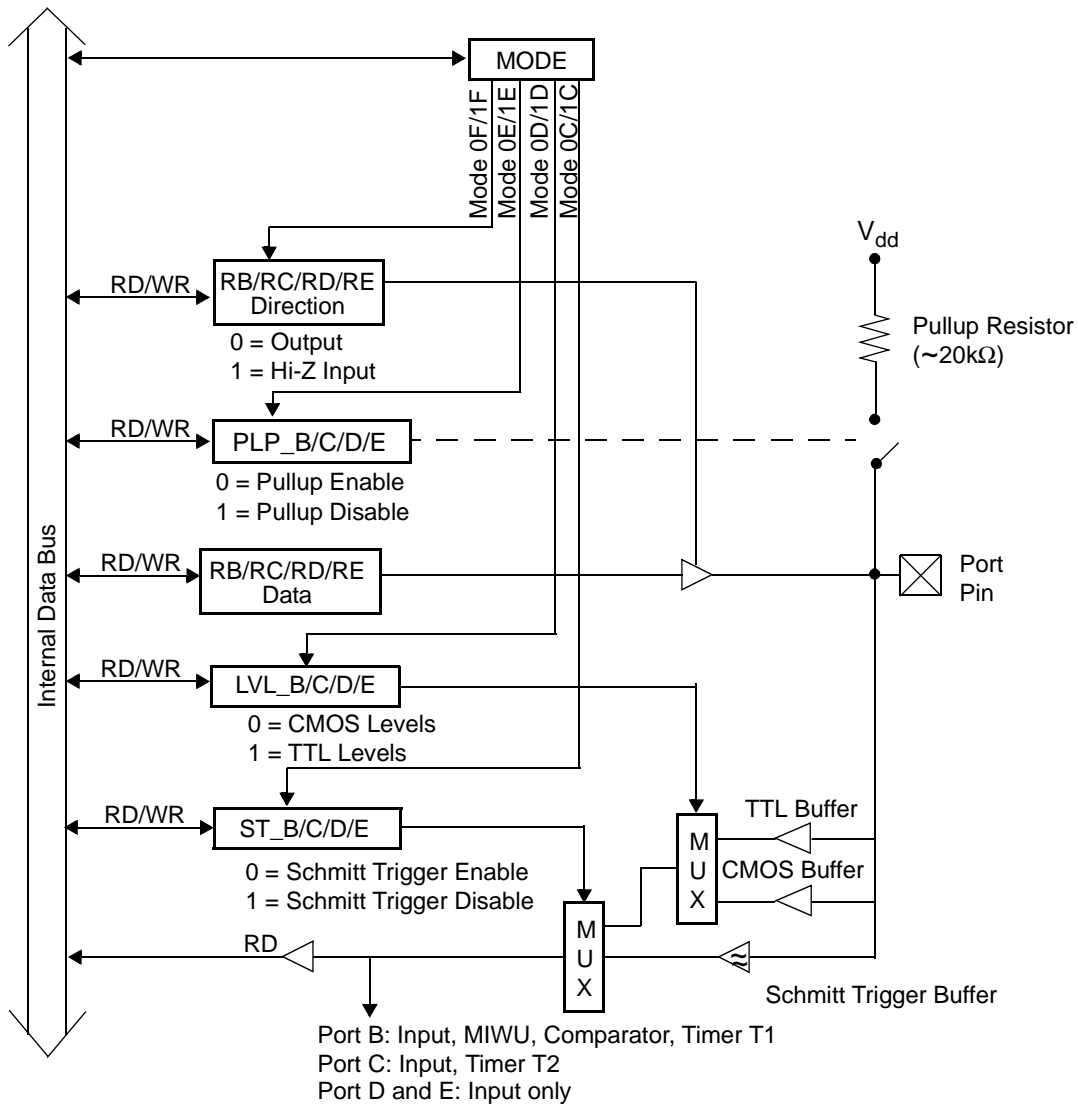 MODE
Mode 0F/1F
Mode 0E/1E
Mode 0D/1D
Mode 0C/1C
Vdd
Pullup Resistor
(~20kΩ)
RD/WR
RB/RC/RD/RE
Direction
0 = Output
1 = Hi-Z Input
RD/WR
PLP_B/C/D/E
0 = Pullup Enable
1 = Pullup Disable
Internal Data Bus
RD/WR
RB/RC/RD/RE
Data
Port
Pin
RD/WR
LVL_B/C/D/E
0 = CMOS Levels
1 = TTL Levels
RD/WR
ST_B/C/D/E
0 = Schmitt Trigger Enable
1 = Schmitt Trigger Disable
TTL Buffer
CMOS Buffer
M
U
X
M
U
X
RD
Schmitt Trigger Buffer
Port B: Input, MIWU, Comparator, Timer T1
Port C: Input, Timer T2
Port D and E: Input only